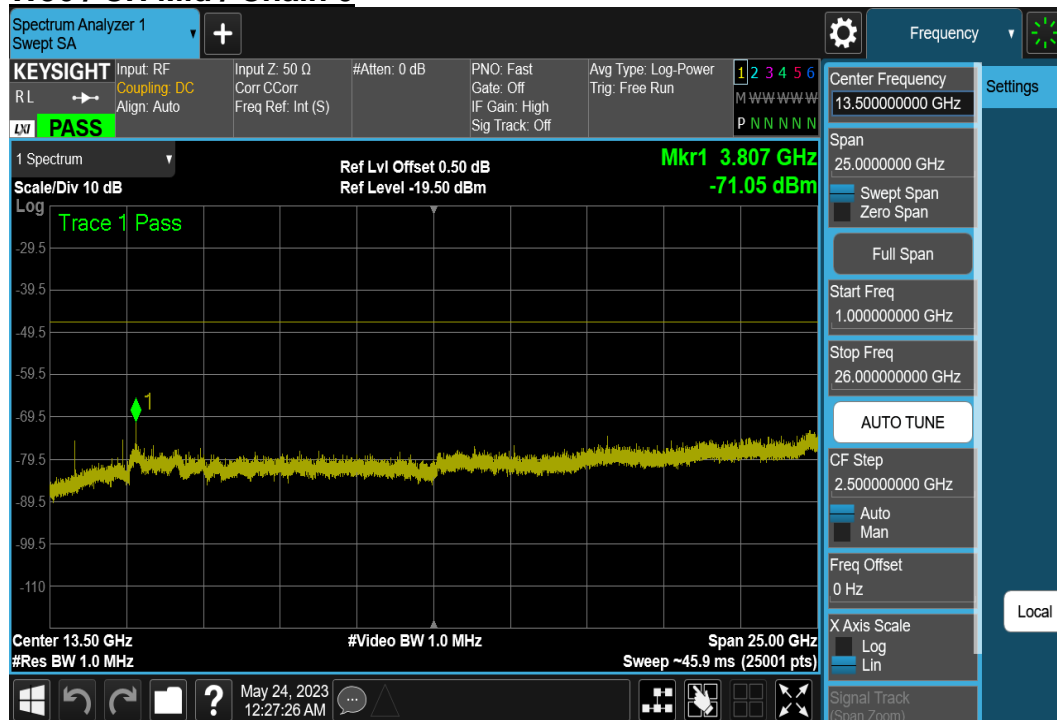 Spectrum Analyzer 1
Swept SA
Frequency
KEYSIGHT
RL
LXI PASS
Input: RF
Coupling: DC
Align: Auto
Input Z: 50 Ω
Corr CCorr
Freq Ref: Int (S)
#Atten: 0 dB
PNO: Fast
Gate: Off
IF Gain: High
Sig Track: Off
Avg Type: Log-Power
Trig: Free Run
1 2 3 4 5 6
M W W W W W
P N N N N N
1 Spectrum
Scale/Div 10 dB
Ref Lvl Offset 0.50 dB
Ref Level -19.50 dBm
Mkr1 3.807 GHz
-71.05 dBm
Log
Trace 1 Pass
-29.5
-39.5
-49.5
-59.5
1
-69.5
-79.5
-89.5
-99.5
-110
Center 13.50 GHz
#Res BW 1.0 MHz
#Video BW 1.0 MHz
Span 25.00 GHz
Sweep ~45.9 ms (25001 pts)
May 24, 2023
12:27:26 AM
Center Frequency
13.500000000 GHz
Span
25.0000000 GHz
Swept Span
Zero Span
Full Span
Start Freq
1.000000000 GHz
Stop Freq
26.000000000 GHz
AUTO TUNE
CF Step
2.500000000 GHz
Auto
Man
Freq Offset
0 Hz
X Axis Scale
Log
Lin
Signal Track
(Span Zoom)
Settings
Local